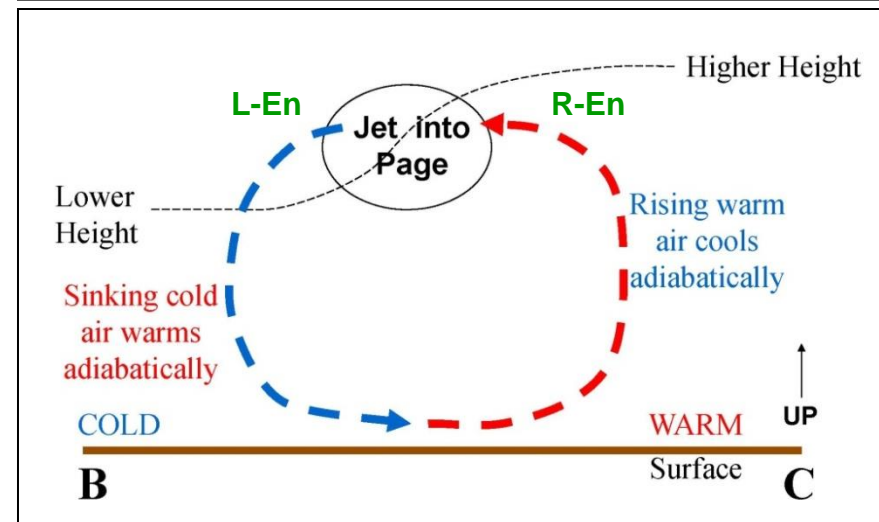 Higher Height
L-En
R-En
Jet into
Page
Lower
Height
Rising warm
air cools
adiabatically
Sinking cold
air warms
adiabatically
COLD
WARM
UP
Surface
B
C